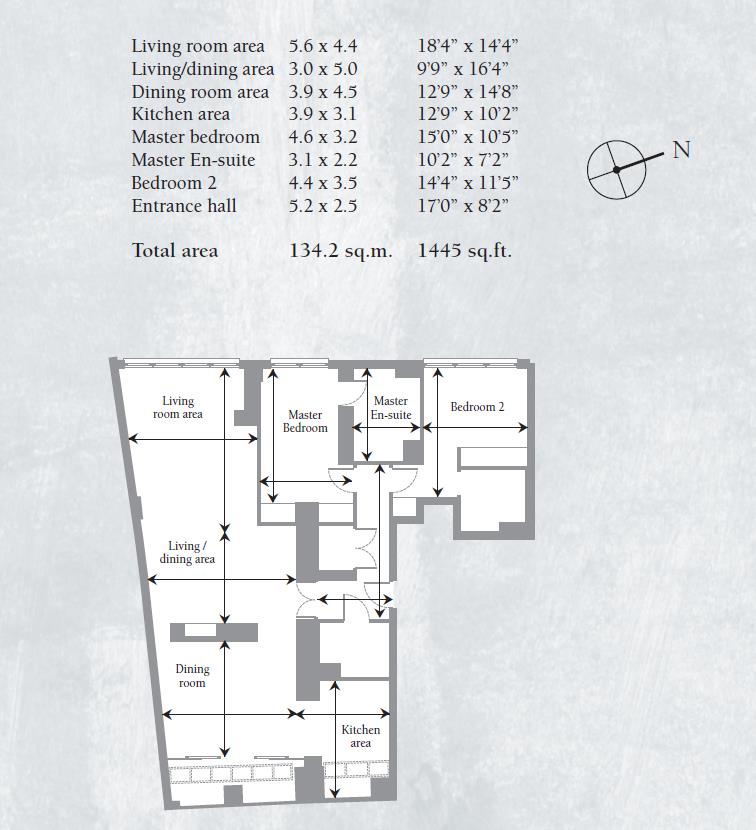 Living room area 5.6 x 4.4 18'4” x 14'4”
Living/dining area 3.0 x 5.0 9'9” x 16'4”
Dining room area 3.9 x 4.5 12'9” x 14'8”
Kitchen area 3.9 x 3.1 12'9” x 10'2”
Master bedroom 4.6 x 3.2 15'0” x 10'5”
Master En-suite 3.1 x 2.2 10'2” x 7'2”
Bedroom 2 4.4 x 3.5 14'4” x 11'5”
Entrance hall 5.2 x 2.5 17'0” x 8'2”
Total area 134.2 sq.m. 1445 sq.ft.
N
Living
room area
Master
Bedroom
Master
En-suite
Bedroom 2
Living /
dining area
Dining
room
Kitchen
area